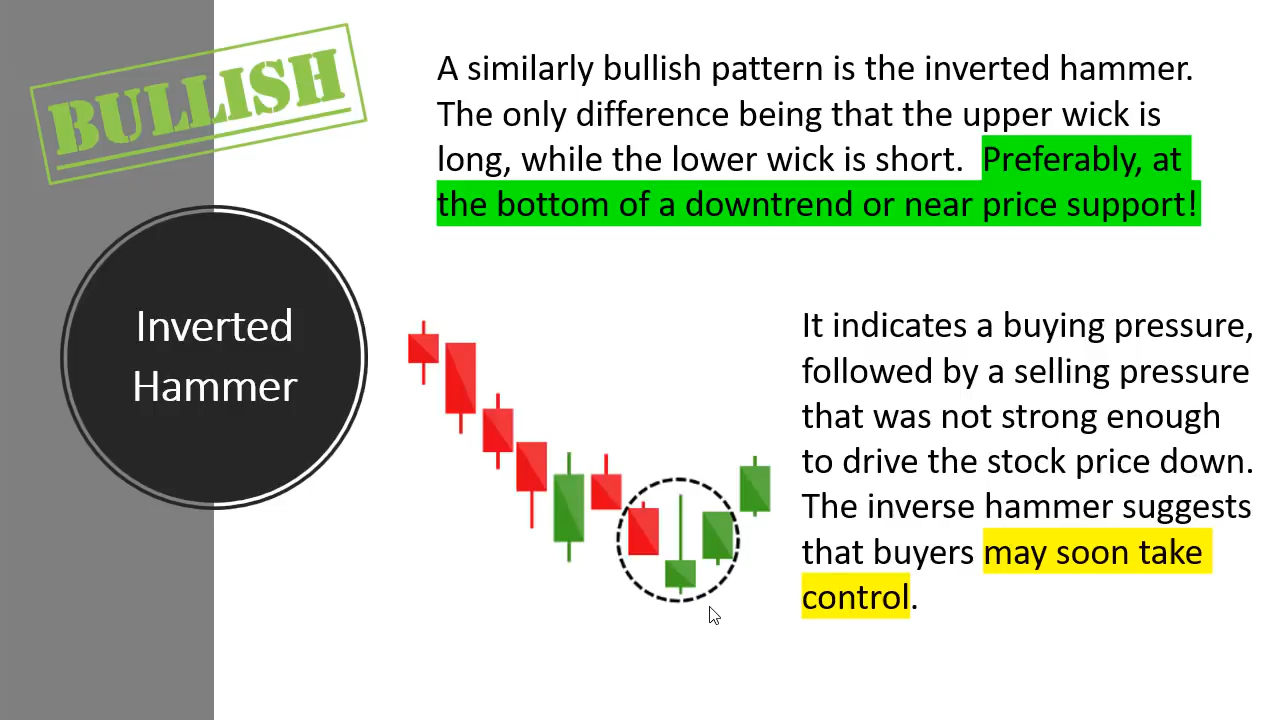 BULLISH
A similarly bullish pattern is the inverted hammer.
The only difference being that the upper wick is
long, while the lower wick is short. Preferably, at
the bottom of a downtrend or near price support!
Inverted
Hammer
It indicates a buying pressure,
followed by a selling pressure
that was not strong enough
to drive the stock price down.
The inverse hammer suggests
that buyers may soon take
control.